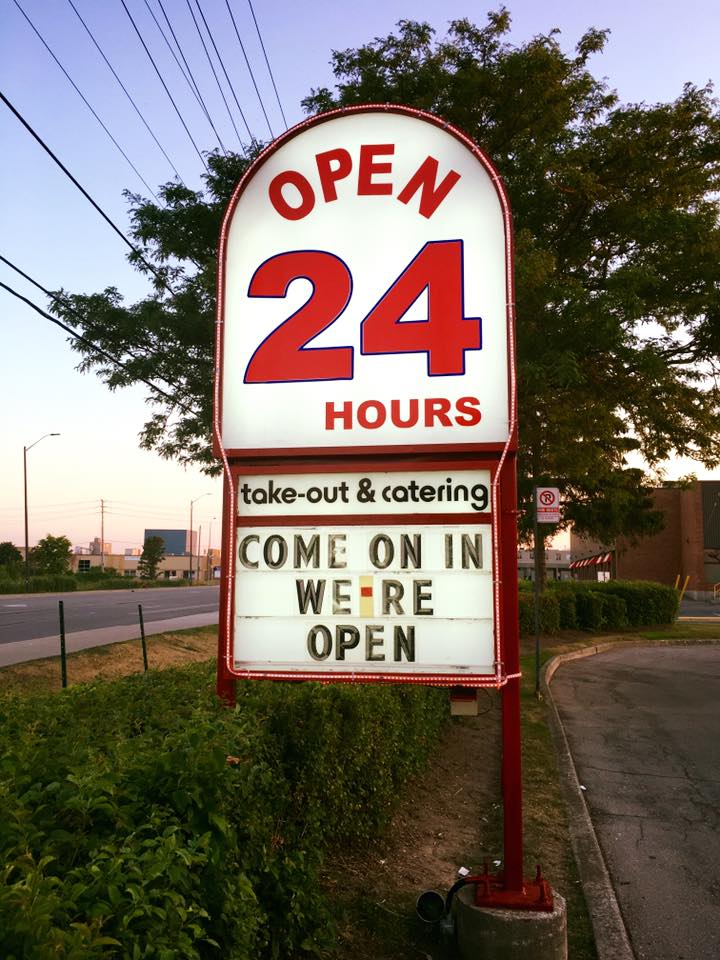 OPEN
24
HOURS
take-out & catering
COME ON IN
WE'RE
OPEN